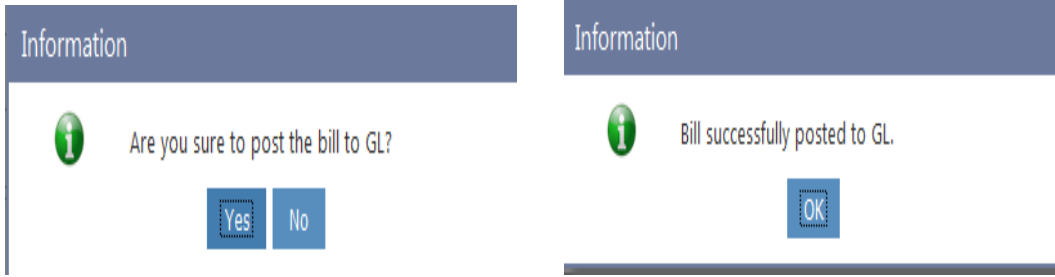 Information
Are you sure to post the bill to GL?
Yes No
Information
Bill successfully posted to GL.
OK